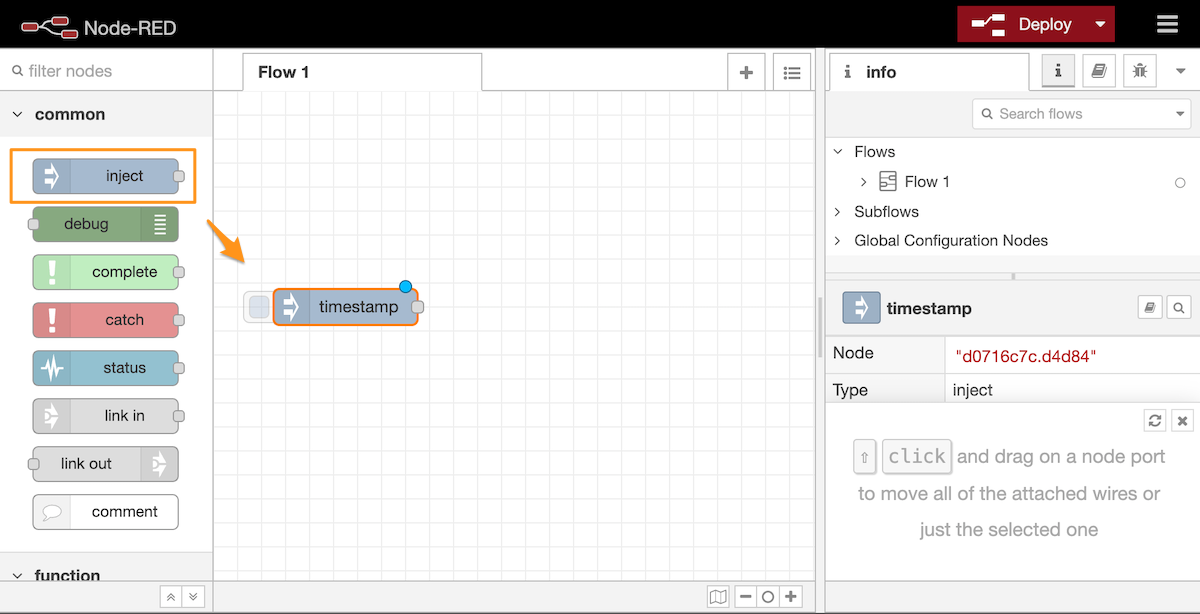 Node-RED
Deploy
filter nodes
Flow 1
info
common
Search flows
inject
debug
complete
catch
status
link in
link out
comment
function
timestamp
Flows
Flow 1
Subflows
Global Configuration Nodes
timestamp
Node "d0716c7c.d4d84"
Type inject
⇧ click and drag on a node port
to move all of the attached wires or
just the selected one